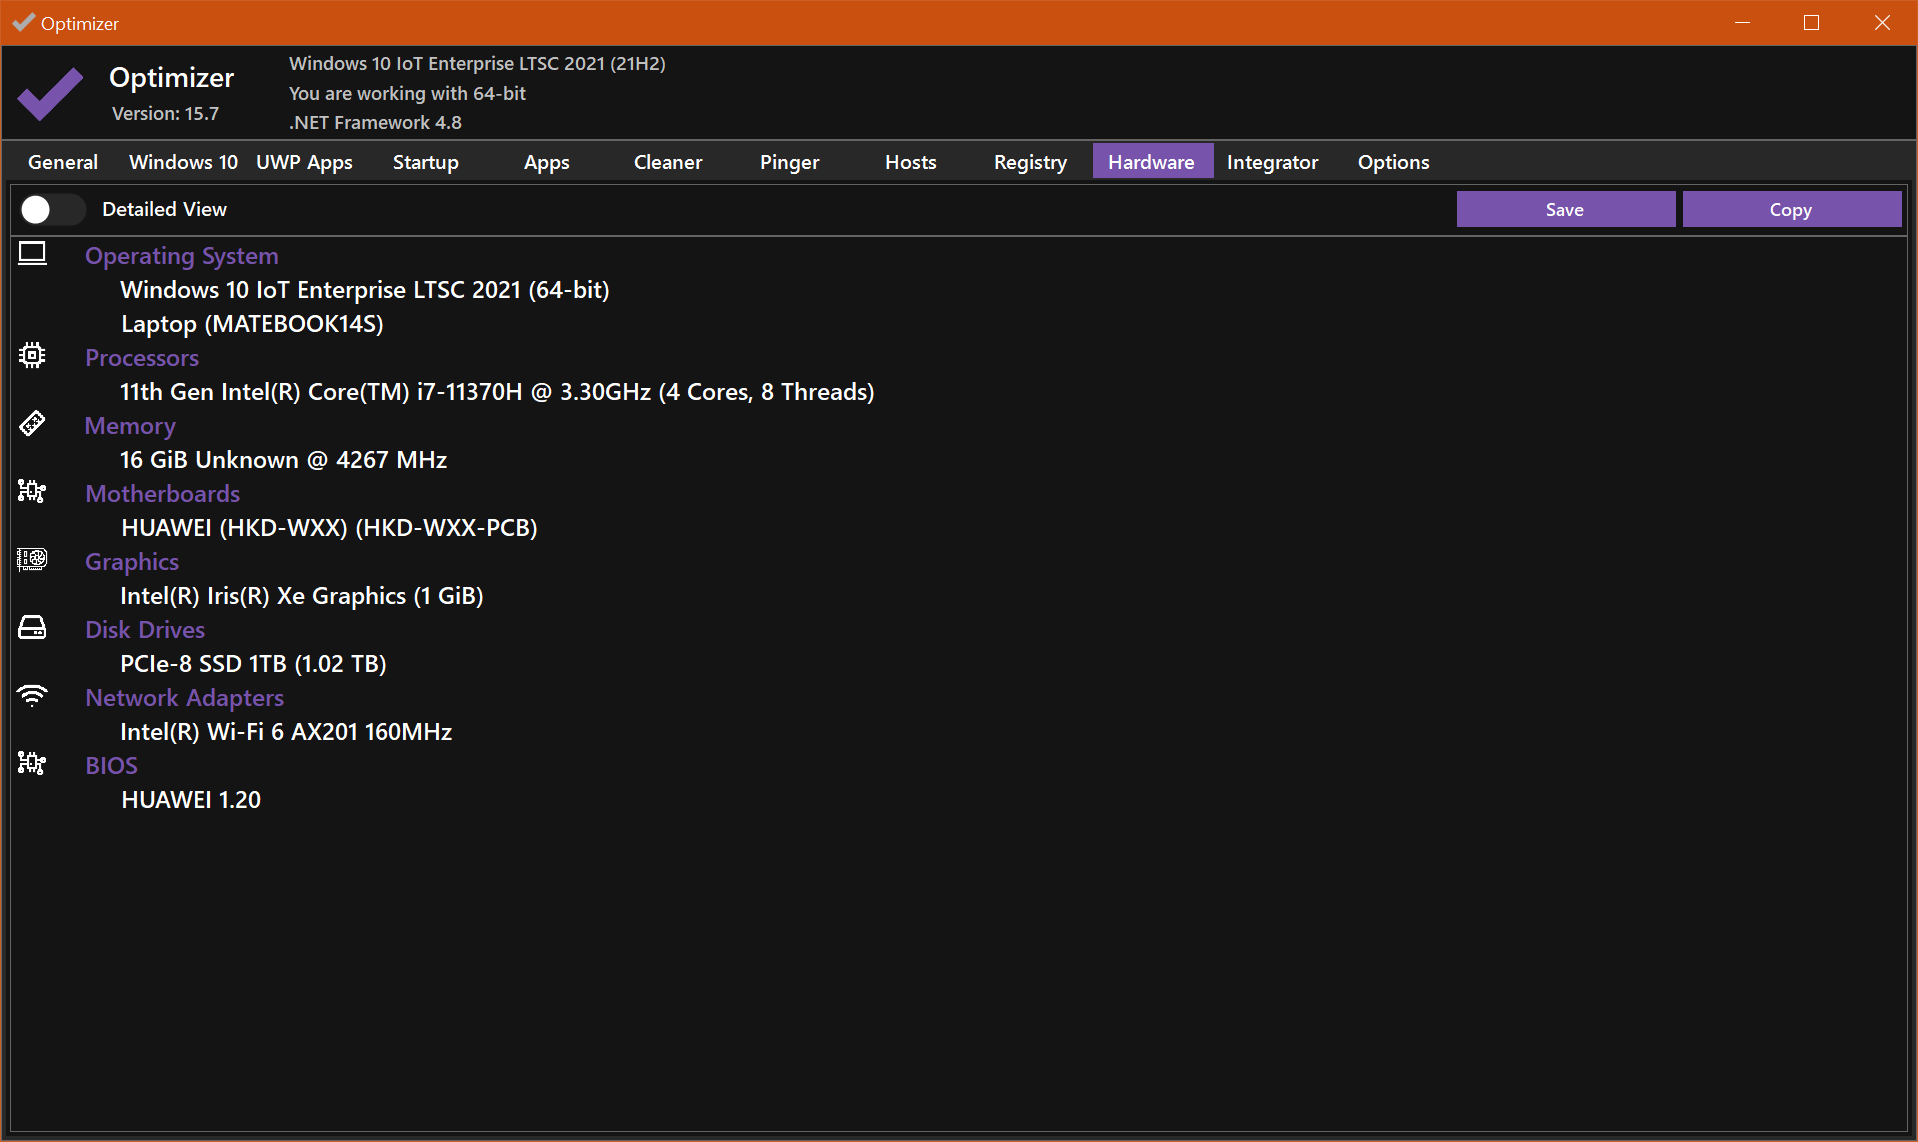 Optimizer
Optimizer
Version: 15.7
Windows 10 IoT Enterprise LTSC 2021 (21H2)
You are working with 64-bit
.NET Framework 4.8
General Windows 10 UWP Apps Startup Apps Cleaner Pinger Hosts Registry Hardware Integrator Options
Detailed View Save Copy
Operating System
Windows 10 IoT Enterprise LTSC 2021 (64-bit)
Laptop (MATEBOOK14S)
Processors
11th Gen Intel(R) Core(TM) i7-11370H @ 3.30GHz (4 Cores, 8 Threads)
Memory
16 GiB Unknown @ 4267 MHz
Motherboards
HUAWEI (HKD-WXX) (HKD-WXX-PCB)
Graphics
Intel(R) Iris(R) Xe Graphics (1 GiB)
Disk Drives
PCIe-8 SSD 1TB (1.02 TB)
Network Adapters
Intel(R) Wi-Fi 6 AX201 160MHz
BIOS
HUAWEI 1.20